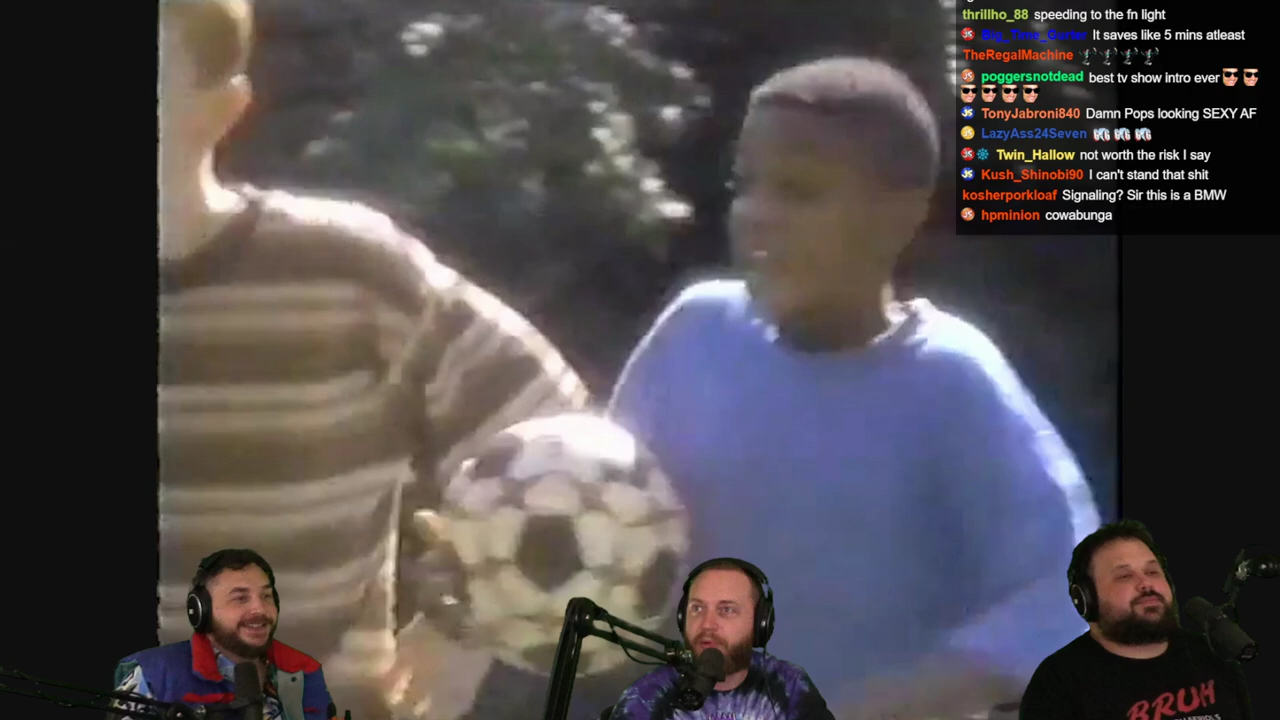 thrillho_88 speeding to the fn light
Big_Time_Gurter It saves like 5 mins atleast
TheRegalMachine
poggersnotdead best tv show intro ever
TonyJabroni840 Damn Pops looking SEXY AF
LazyAss24Seven
Twin_Hallow not worth the risk I say
Kush_Shinobi90 I can't stand that shit
kosherporkloaf Signaling? Sir this is a BMW
hpminion cowabunga
BRUH